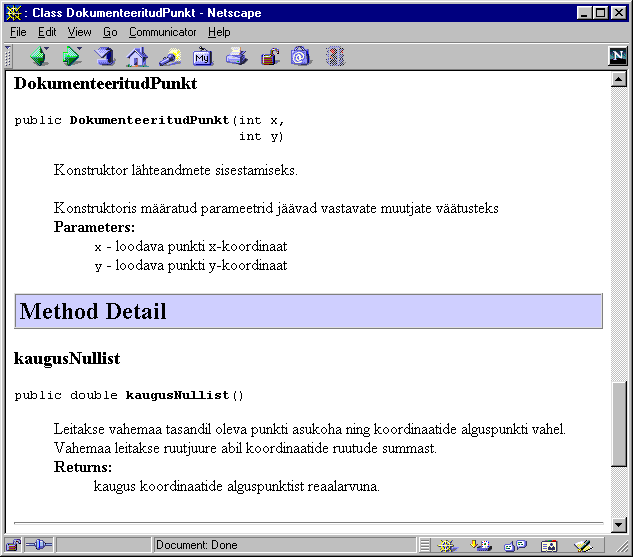 : Class DokumenteeritudPunkt - Netscape
File Edit View Go Communicator Help
My
N
DokumenteeritudPunkt
public DokumenteeritudPunkt(int x,
int y)
Konstruktor lähteandmete sisestamiseks.
Konstruktoris määratud parameetrid jäävad vastavate muutjate väätusteks
Parameters:
x - loodava punkti x-koordinaat
y - loodava punkti y-koordinaat
Method Detail
kaugusNullist
public double kaugusNullist()
Leitakse vahemaa tasandil oleva punkti asukoha ning koordinaatide alguspunkti vahel.
Vahemaa leitakse ruutjuure abil koordinaatide ruutude summast.
Returns:
kaugus koordinaatide alguspunktist reaalarvuna.
Document: Done